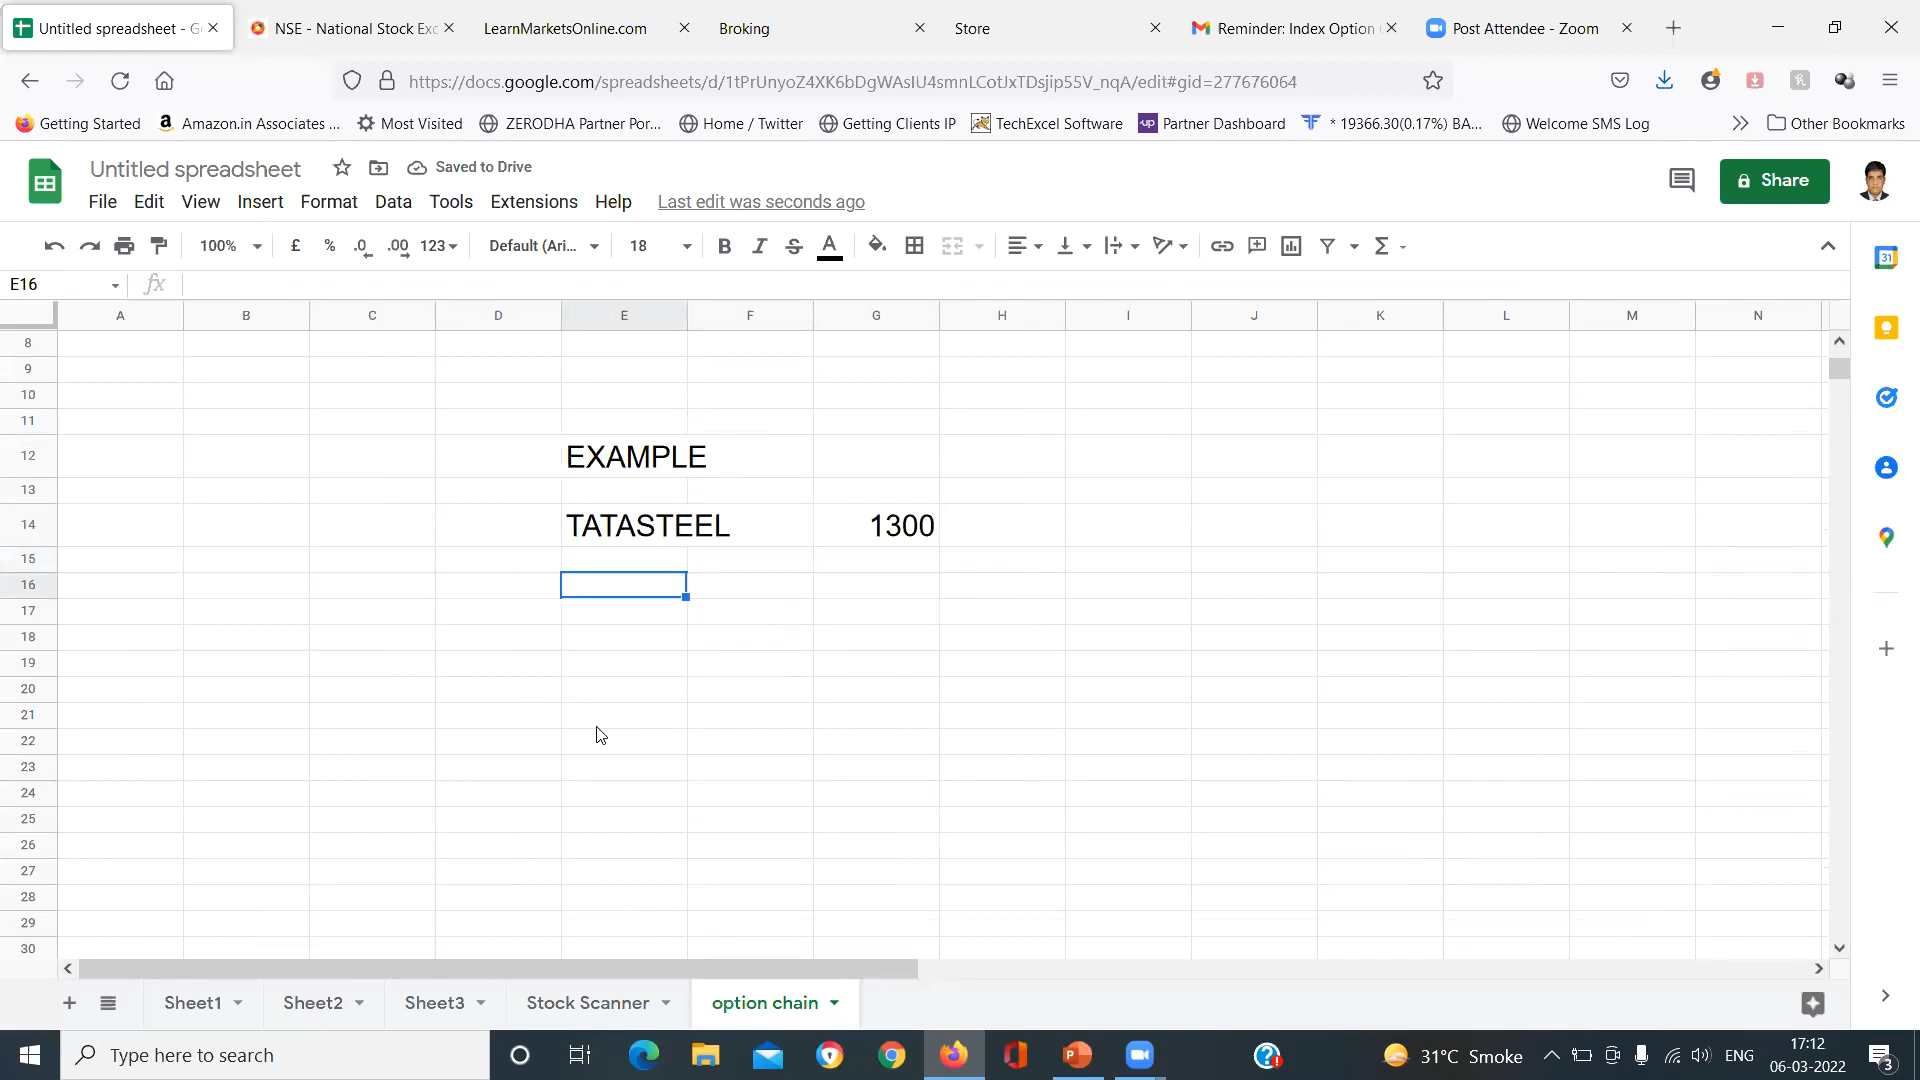 Untitled spreadsheet - G
NSE - National Stock Exc
LearnMarketsOnline.com
Broking
Store
Reminder: Index Option
Post Attendee - Zoom
https://docs.google.com/spreadsheets/d/1tPrUnyoZ4XK6bDgWAsIU4smnLCotJxTDsjip55V_nqA/edit#gid=277676064
Getting Started
Amazon.in Associates ...
Most Visited
ZERODHA Partner Por...
Home / Twitter
Getting Clients IP
TechExcel Software
up Partner Dashboard
* 19366.30(0.17%) BA...
Welcome SMS Log
Other Bookmarks
Untitled spreadsheet
Saved to Drive
Share
File Edit View Insert Format Data Tools Extensions Help Last edit was seconds ago
100% £ % .0 .00 123 Default (Ari... 18 B I S A Σ
31
E16 fx
A B C D E F G H I J K L M N
8
9
10
11
12 EXAMPLE
13
14 TATASTEEL 1300
15
16
17
18
19
20
21
22
23
24
25
26
27
28
29
30
+ Sheet1 Sheet2 Sheet3 Stock Scanner option chain
Type here to search
31°C Smoke
ENG
17:12
06-03-2022
3